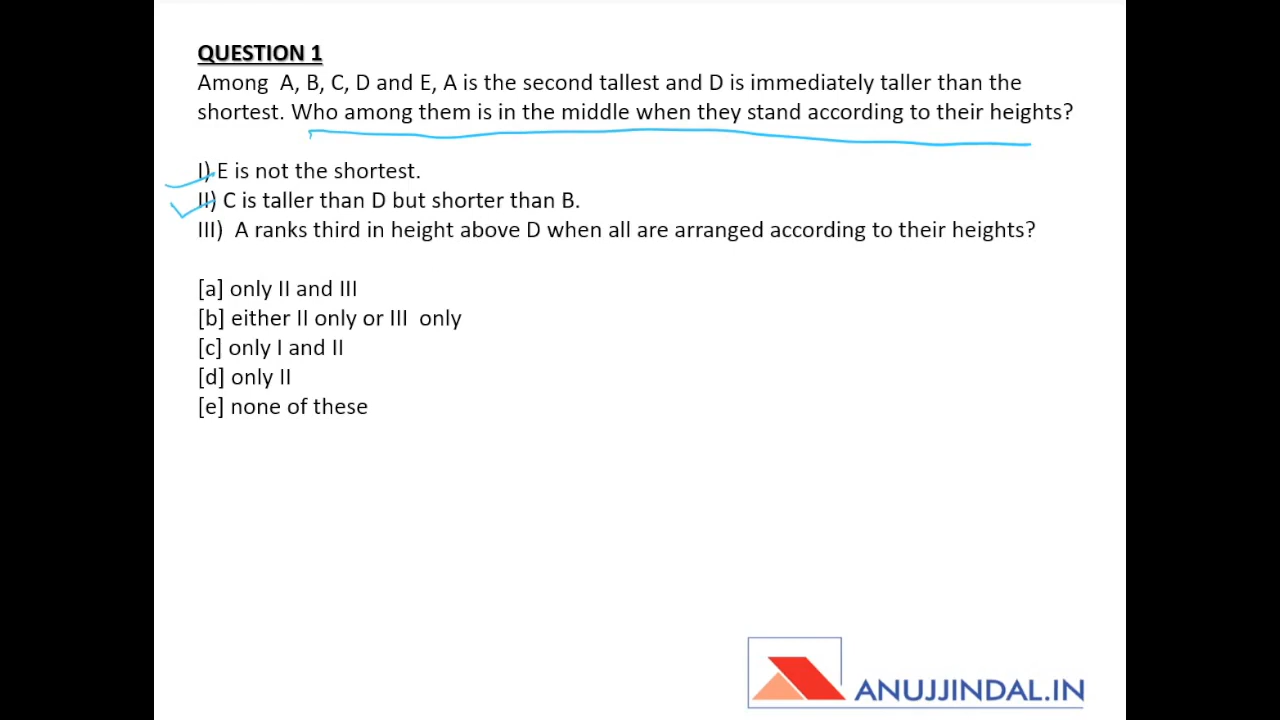 QUESTION 1
Among A, B, C, D and E, A is the second tallest and D is immediately taller than the
shortest. Who among them is in the middle when they stand according to their heights?
I) E is not the shortest.
II) C is taller than D but shorter than B.
III) A ranks third in height above D when all are arranged according to their heights?
[a] only II and III
[b] either II only or III only
[c] only I and II
[d] only II
[e] none of these
ANUJJINDAL.IN